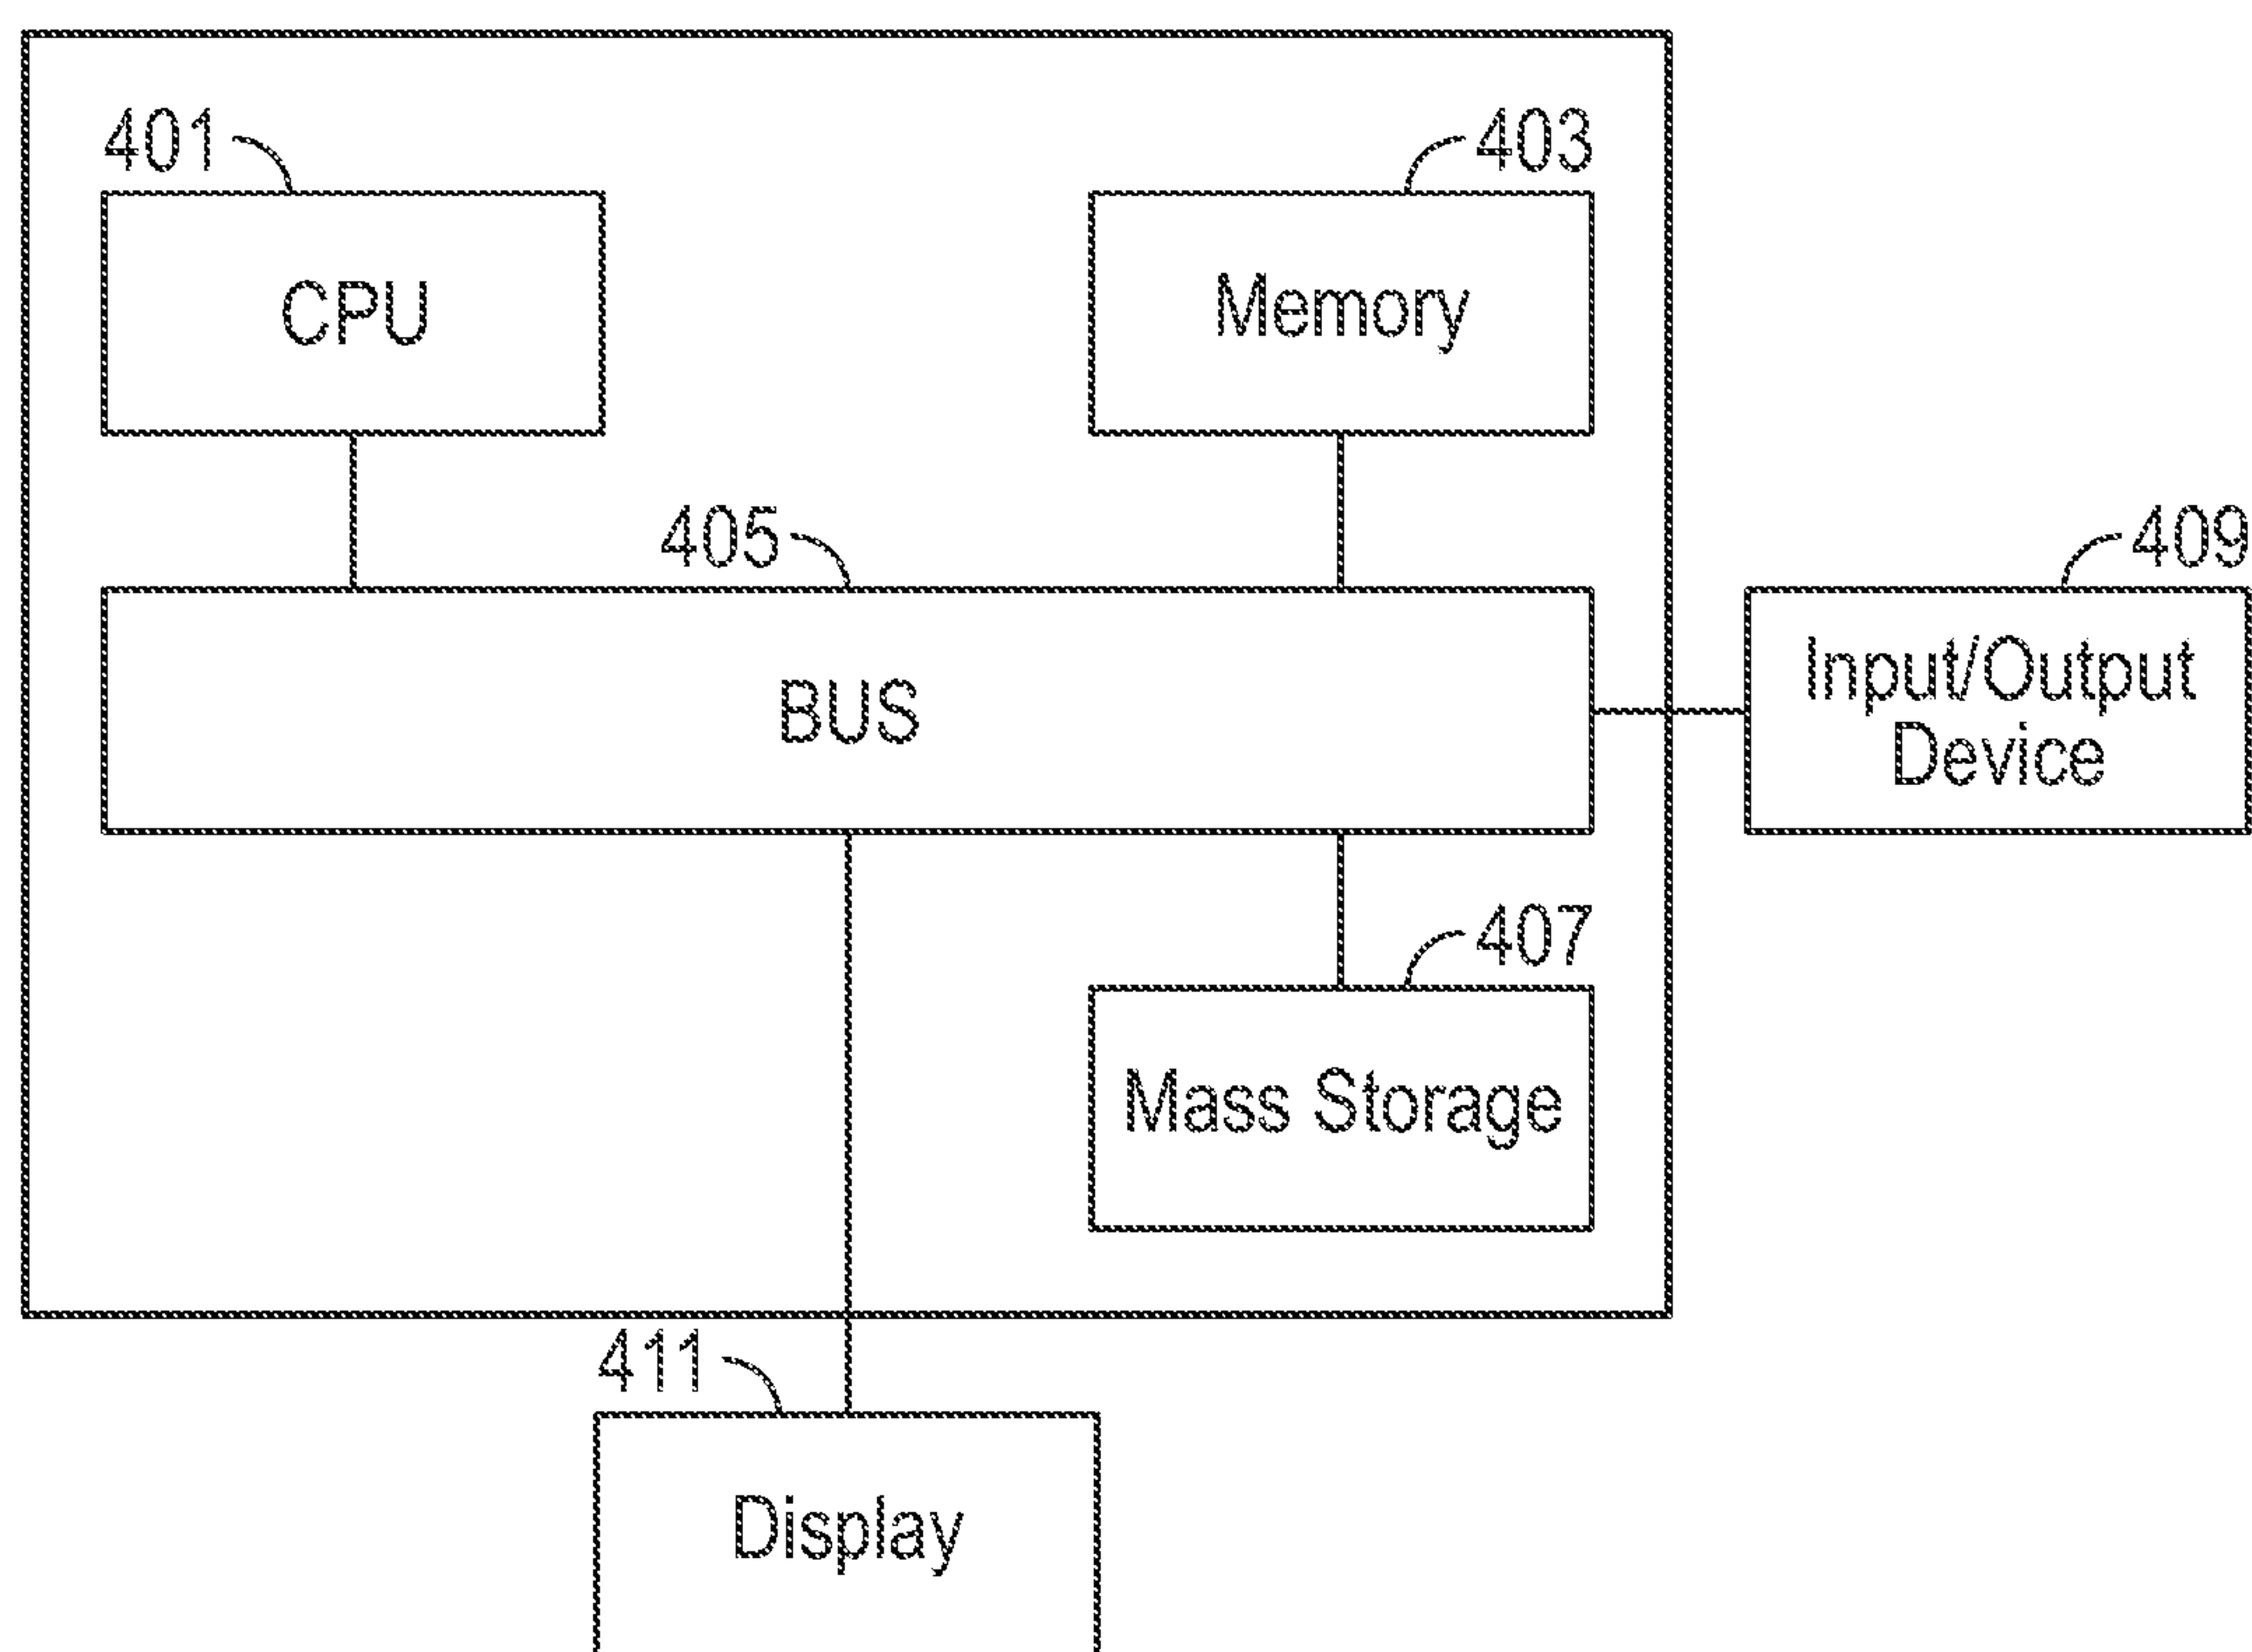 401
403
CPU
Memory
405
409
BUS
Input/Output
Device
407
Mass Storage
411
Display